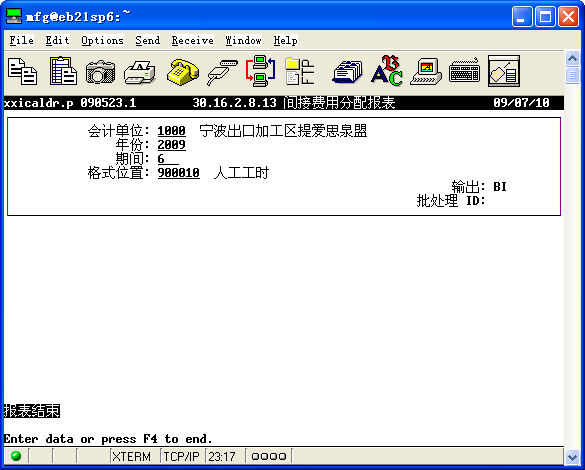 mfg@eb21sp6:~
File Edit Options Send Receive Window Help
xxicaldr.p 090523.1 30.16.2.8.13 间接费用分配报表 09/07/10
会计单位: 1000 宁波出口加工区提爱思泉盟
年份: 2009
期间: 6
格式位置: 900010 人工工时
输出: BI
批处理 ID:
报表结束
Enter data or press F4 to end.
XTERM TCP/IP 23:17